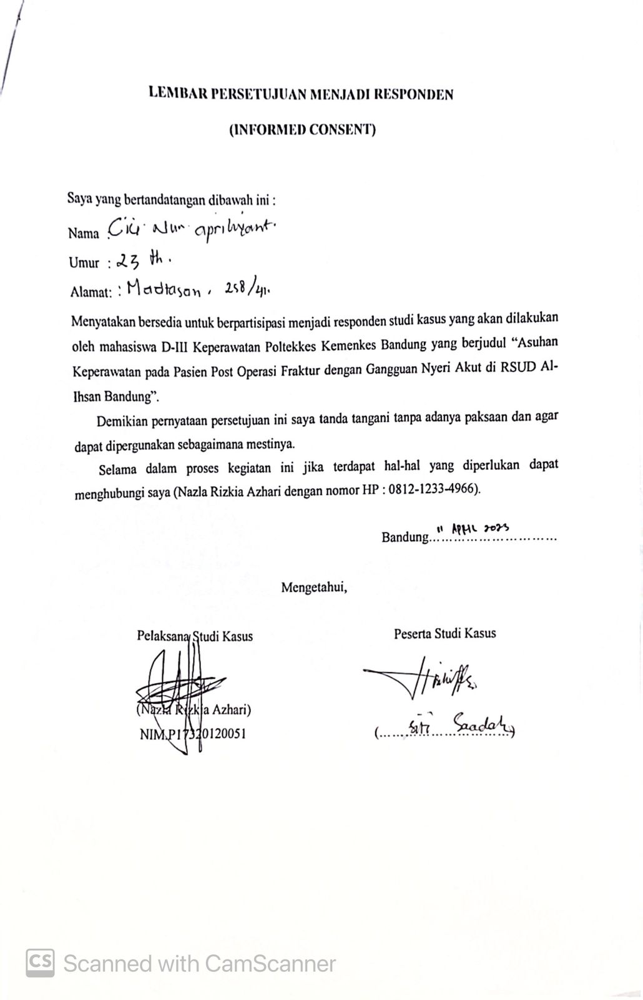 LEMBAR PERSETUJUAN MENJADI RESPONDEN
(INFORMED CONSENT)
Saya yang bertandatangan dibawah ini :
Nama : Cici Nur apriliyant.
Umur : 23 th.
Alamat: : Madtasan, 258/41.
Menyatakan bersedia untuk berpartisipasi menjadi responden studi kasus yang akan dilakukan
oleh mahasiswa D-III Keperawatan Poltekkes Kemenkes Bandung yang berjudul “Asuhan
Keperawatan pada Pasien Post Operasi Fraktur dengan Gangguan Nyeri Akut di RSUD Al-
Ihsan Bandung”.
Demikian pernyataan persetujuan ini saya tanda tangani tanpa adanya paksaan dan agar
dapat dipergunakan sebagaimana mestinya.
Selama dalam proses kegiatan ini jika terdapat hal-hal yang diperlukan dapat
menghubungi saya (Nazla Rizkia Azhari dengan nomor HP : 0812-1233-4966).
Bandung, 11 APRIL 2023
Mengetahui,
Pelaksana Studi Kasus Peserta Studi Kasus
(Nazla Rizkia Azhari) (Siti Saadah)
NIM.P17320120051
CS Scanned with CamScanner